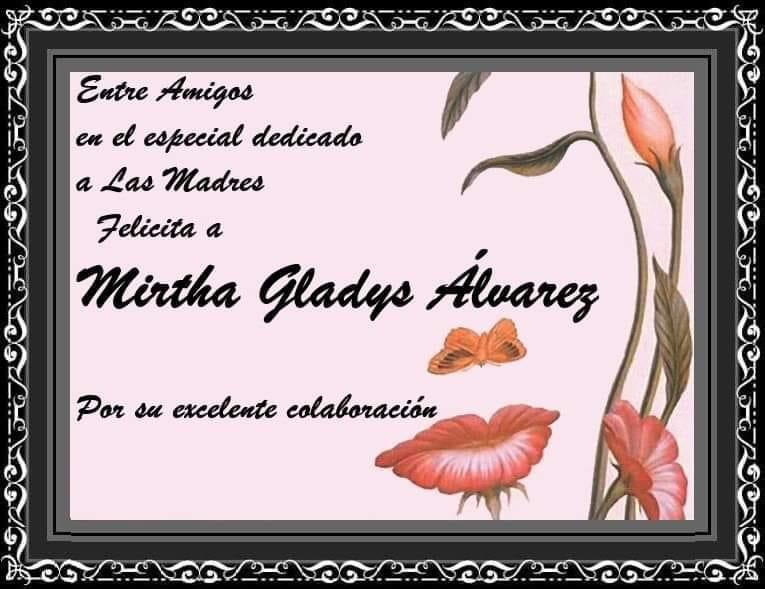 Entre Amigos
en el especial dedicado
a Las Madres
Felicita a
Mirtha Gladys Álvarez
Por su excelente colaboración